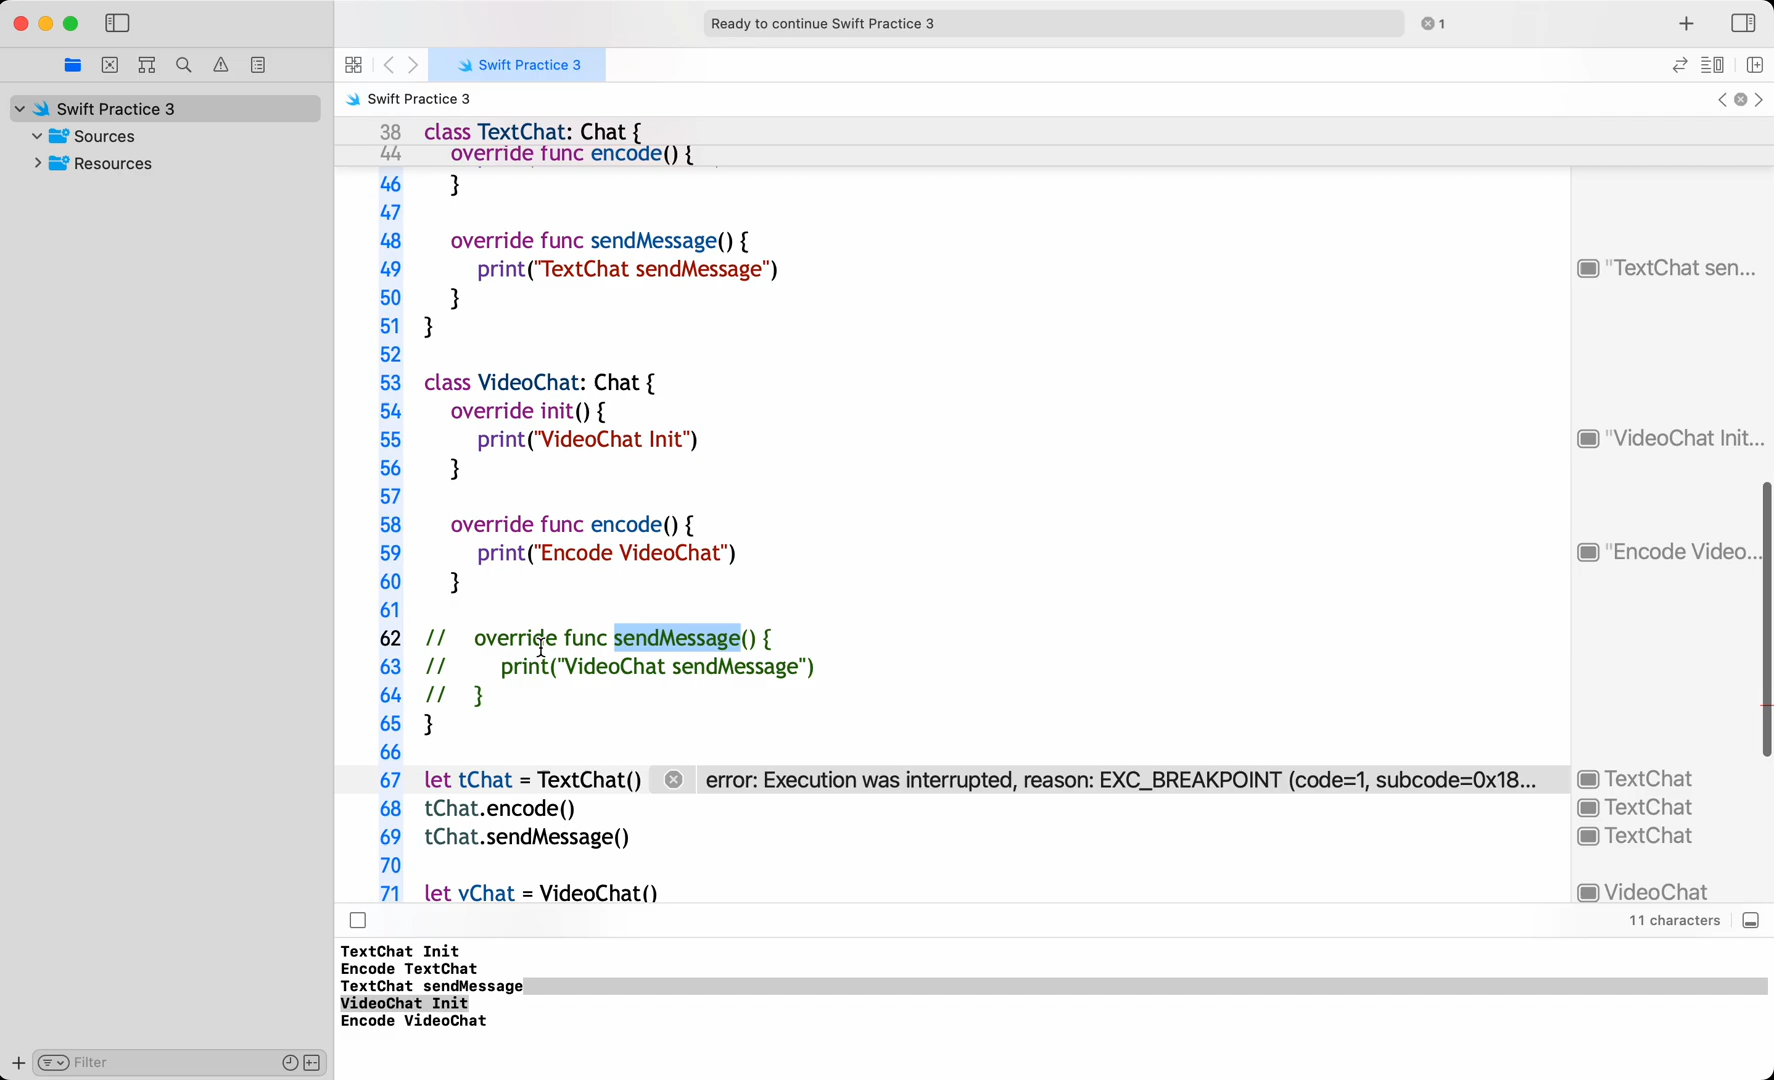 Ready to continue Swift Practice 3
1
Swift Practice 3
Swift Practice 3
Swift Practice 3
Sources
Resources
38 class TextChat: Chat {
44 override func encode() {
46 }
47
48 override func sendMessage() {
49 print("TextChat sendMessage")
"TextChat sen...
50 }
51 }
52
53 class VideoChat: Chat {
54 override init() {
55 print("VideoChat Init")
"VideoChat Init...
56 }
57
58 override func encode() {
59 print("Encode VideoChat")
"Encode Video...
60 }
61
62 // override func sendMessage() {
63 // print("VideoChat sendMessage")
64 // }
65 }
66
67 let tChat = TextChat() error: Execution was interrupted, reason: EXC_BREAKPOINT (code=1, subcode=0x18...
TextChat
68 tChat.encode()
TextChat
69 tChat.sendMessage()
TextChat
70
71 let vChat = VideoChat()
VideoChat
11 characters
TextChat Init
Encode TextChat
TextChat sendMessage
VideoChat Init
Encode VideoChat
Filter